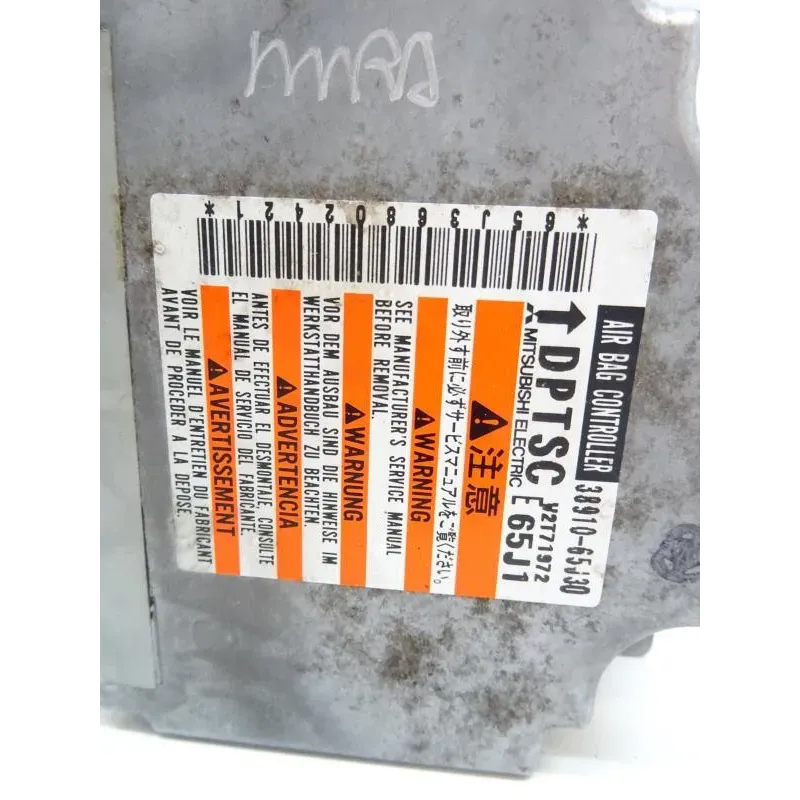 AIR BAG CONTROLLER 38910-65J30
↑DPTSC W2T71972
MITSUBISHI ELECTRIC E 65J1
⚠注意
取り外す前に必ずサービスマニュアルをご覧ください。
⚠WARNING
SEE MANUFACTURER'S SERVICE MANUAL
BEFORE REMOVAL.
⚠WARNUNG
VOR DEM AUSBAU SIND DIE HINWEISE IM
WERKSTATTHANDBUCH ZU BEACHTEN.
⚠ADVERTENCIA
ANTES DE EFECTUAR EL DESMONTAJE, CONSULTE
EL MANUAL DE SERVICIO DEL FABRICANTE.
⚠AVERTISSEMENT
VOIR LE MANUEL D'ENTRETIEN DU FABRICANT
AVANT DE PROCEDER A LA DEPOSE.
*65J368902421*